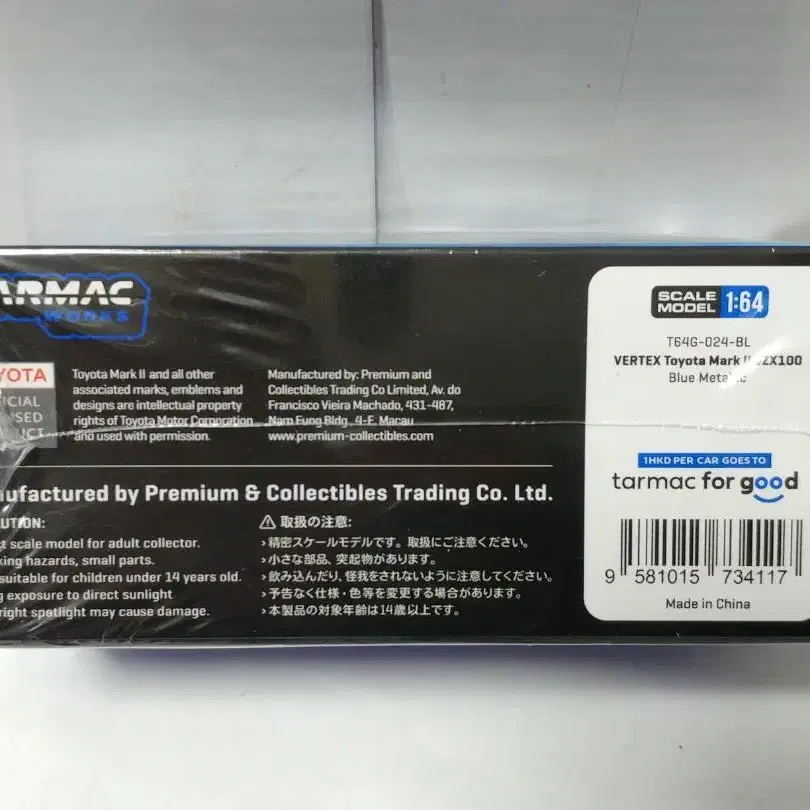 ARMAC
WORKS
SCALE
MODEL 1:64
T64G-024-BL
VERTEX Toyota Mark II JZX100
Blue Metallic
YOTA
CIAL
Toyota Mark II and all other
associated marks, emblems and
designs are intellectual property
rights of Toyota Motor Corporation
and used with permission.
Manufactured by: Premium and
Collectibles Trading Co Limited, Av. do
Francisco Vieira Machado, 431-487,
Nam Fung Bldg., 4-E, Macau
www.premium-collectibles.com
1HKD PER CAR GOES TO
tarmac for good
nufactured by Premium & Collectibles Trading Co. Ltd.
UTION:
t scale model for adult collector.
king hazards, small parts.
suitable for children under 14 years old.
g exposure to direct sunlight
right spotlight may cause damage.
⚠ 取扱の注意:
›精密スケールモデルです。取扱にご注意ください。
›小さな部品、突起物があります。
›飲み込んだり、怪我をされないように注意してください。
›予告なく仕様・色等を変更する場合があります。
›本製品の対象年齢は14歳以上です。
9 581015 734117
Made in China